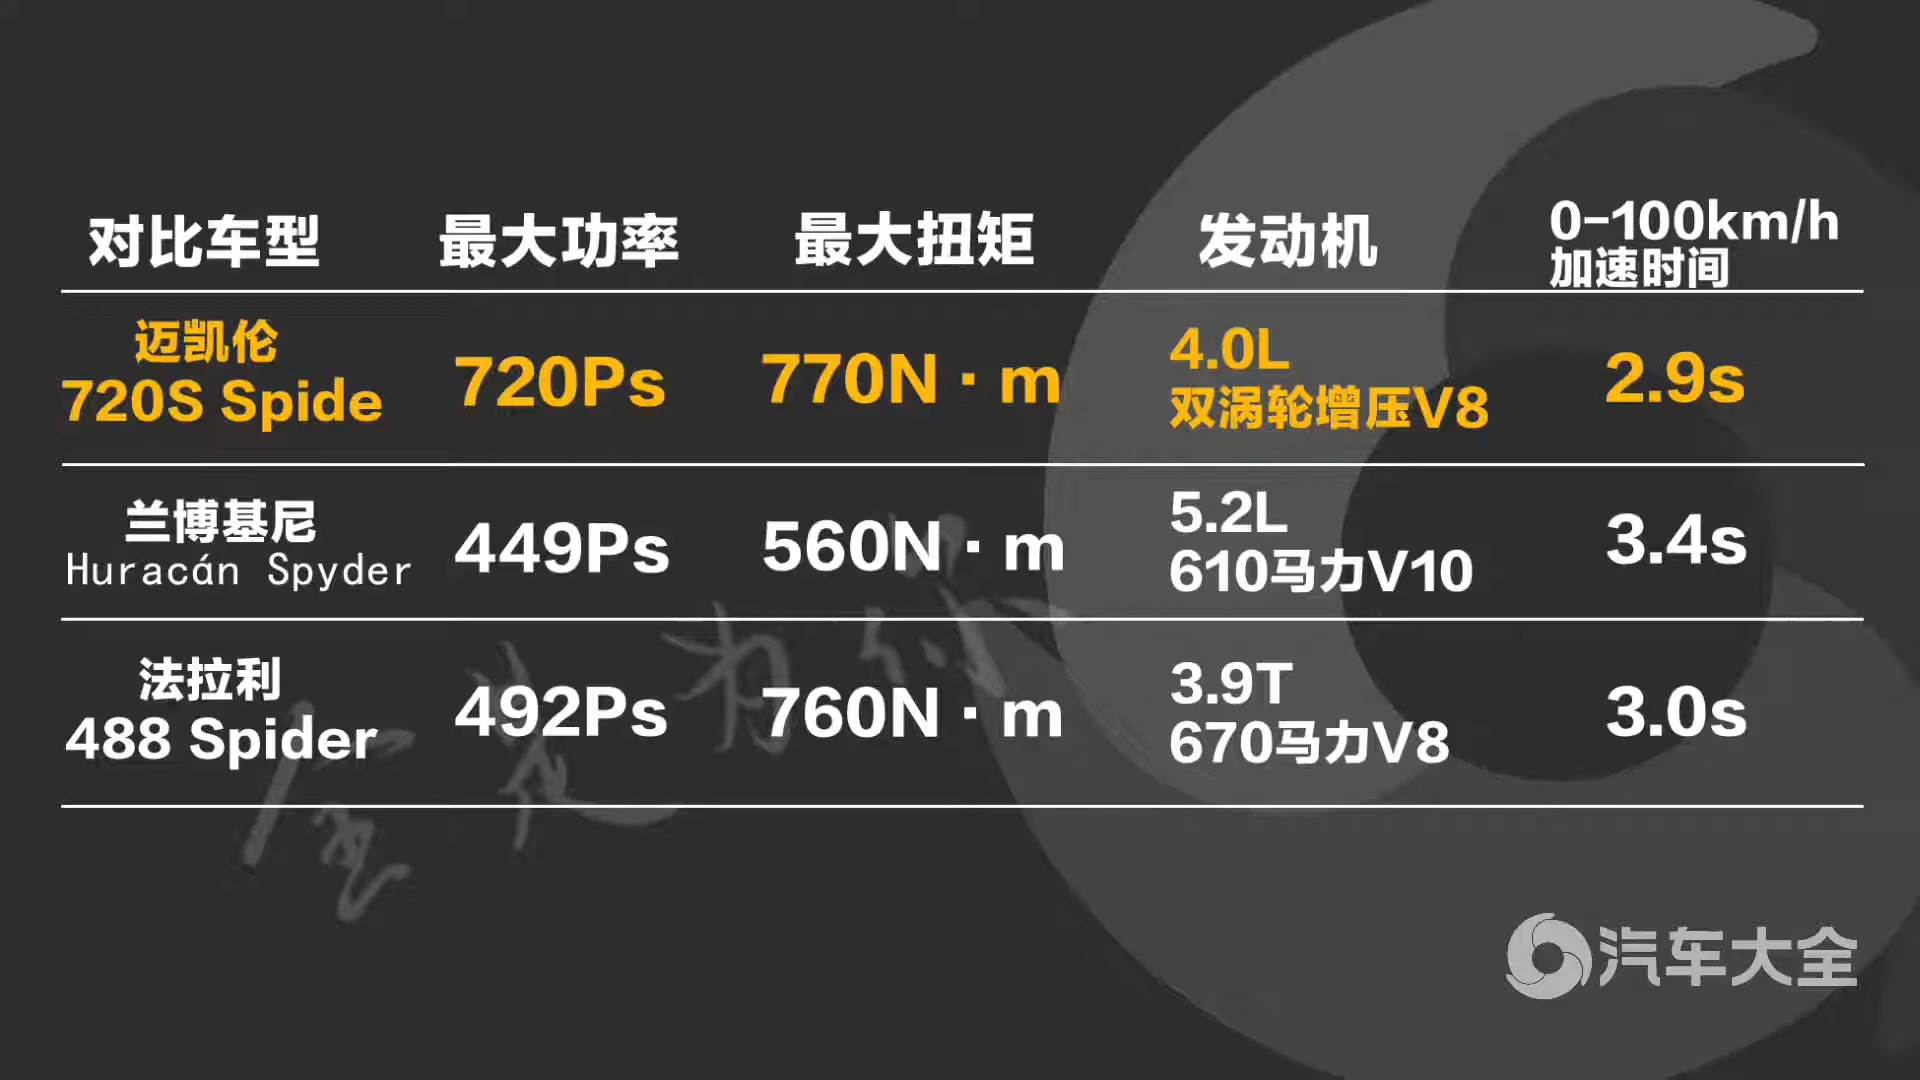 对比车型 最大功率 最大扭矩 发动机 0-100km/h
加速时间
迈凯伦
720S Spide 720Ps 770N·m 4.0L
双涡轮增压V8 2.9s
兰博基尼
Huracán Spyder 449Ps 560N·m 5.2L
610马力V10 3.4s
法拉利
488 Spider 492Ps 760N·m 3.9T
670马力V8 3.0s
汽车大全